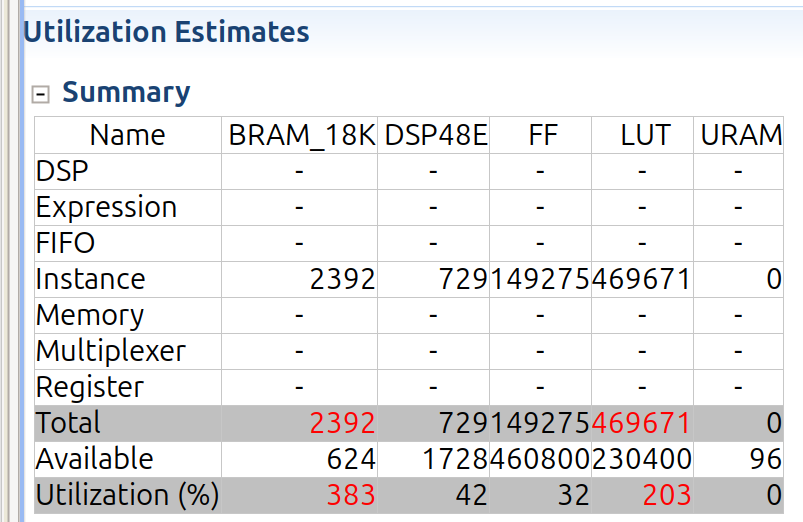 Utilization Estimates
Summary
Name BRAM_18K DSP48E FF LUT URAM
DSP - - - - -
Expression - - - - -
FIFO - - - - -
Instance 2392 729 149275 469671 0
Memory - - - - -
Multiplexer - - - - -
Register - - - - -
Total 2392 729 149275 469671 0
Available 624 1728 460800 230400 96
Utilization (%) 383 42 32 203 0